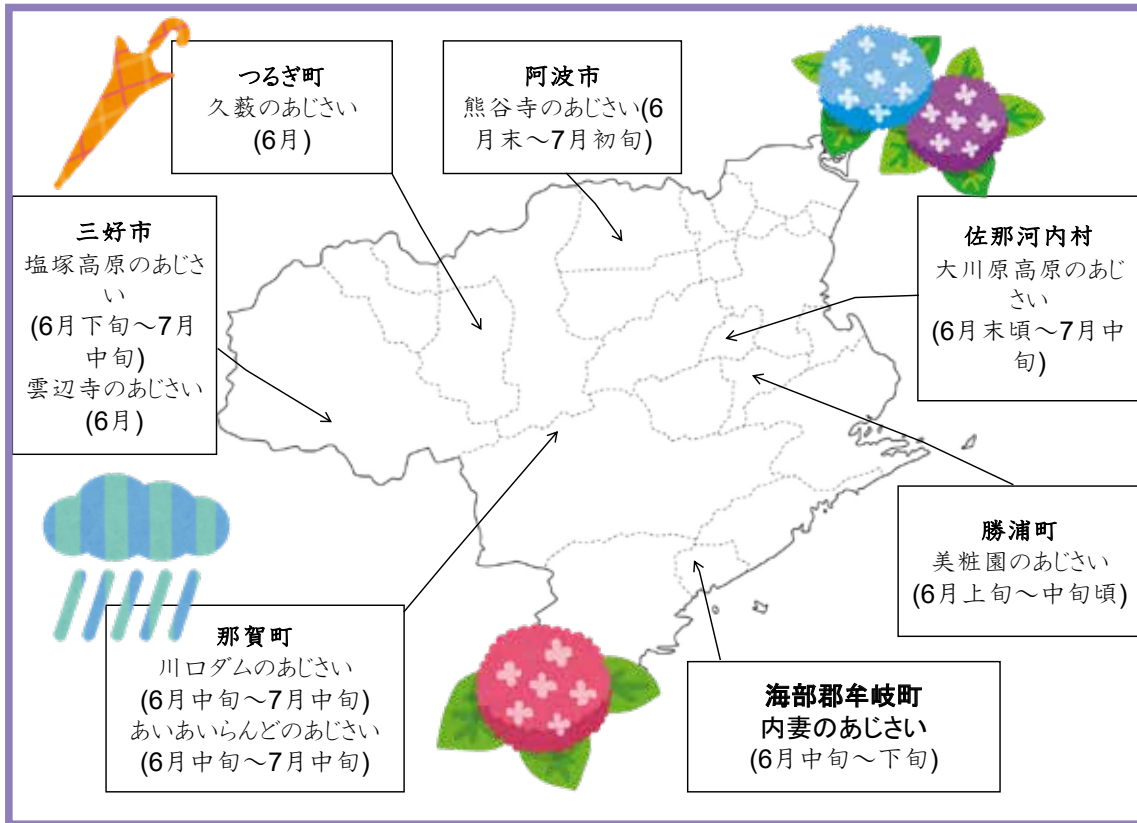 つるぎ町
久藪のあじさい
(6月)
阿波市
熊谷寺のあじさい(6
月末～7月初旬)
三好市
塩塚高原のあじさ
い
(6月下旬～7月
中旬)
雲辺寺のあじさい
(6月)
佐那河内村
大川原高原のあじ
さい
(6月末頃～7月中
旬)
勝浦町
美粧園のあじさい
(6月上旬～中旬頃)
那賀町
川口ダムのあじさい
(6月中旬～7月中旬)
あいあいらんどのあじさい
(6月中旬～7月中旬)
海部郡牟岐町
内妻のあじさい
(6月中旬～下旬)